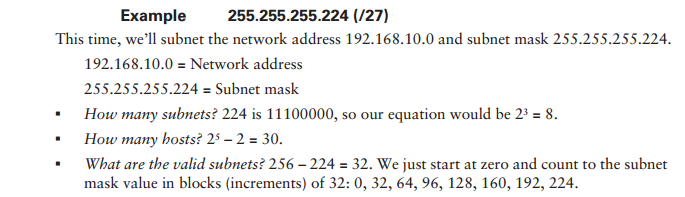 Example 255.255.255.224 (/27)
This time, we’ll subnet the network address 192.168.10.0 and subnet mask 255.255.255.224.
192.168.10.0 = Network address
255.255.255.224 = Subnet mask
▪ How many subnets? 224 is 11100000, so our equation would be 2³ = 8.
▪ How many hosts? 2⁵ – 2 = 30.
▪ What are the valid subnets? 256 – 224 = 32. We just start at zero and count to the subnet
mask value in blocks (increments) of 32: 0, 32, 64, 96, 128, 160, 192, 224.